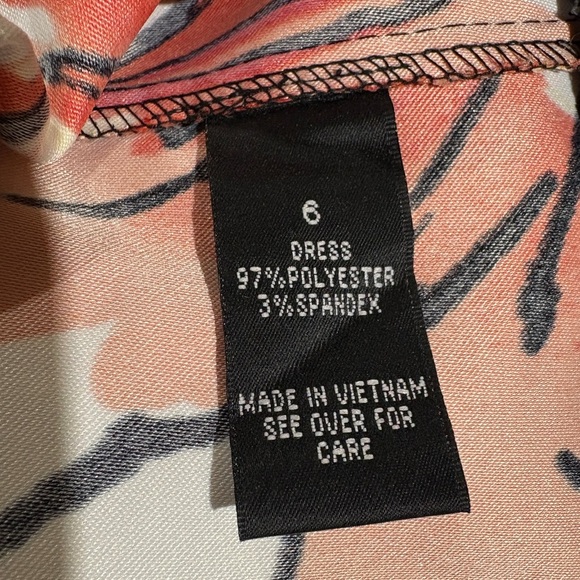 6
DRESS
97%POLYESTER
3%SPANDEX
MADE IN VIETNAM
SEE OVER FOR
CARE